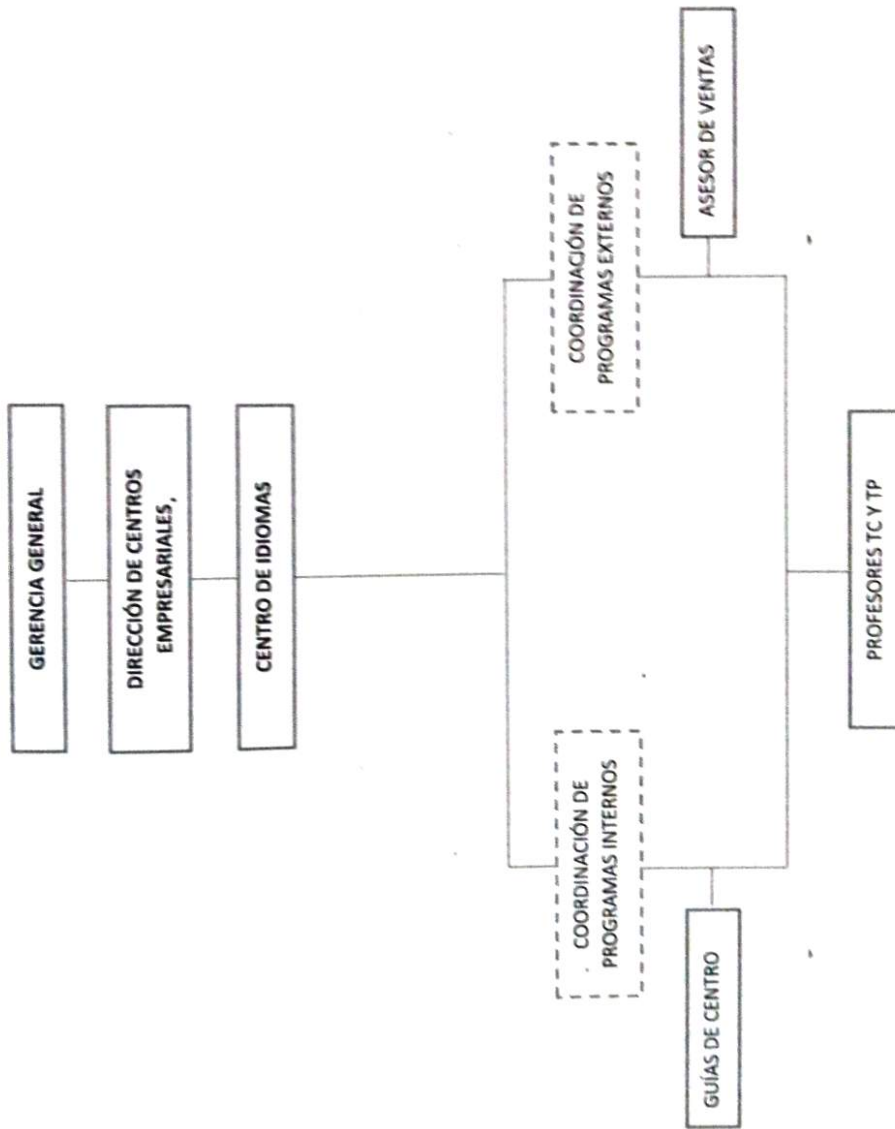 GERENCIA GENERAL
DIRECCIÓN DE CENTROS
EMPRESARIALES,
CENTRO DE IDIOMAS
COORDINACIÓN DE
PROGRAMAS INTERNOS
COORDINACIÓN DE
PROGRAMAS EXTERNOS
GUÍAS DE CENTRO
ASESOR DE VENTAS
PROFESORES TC Y TP